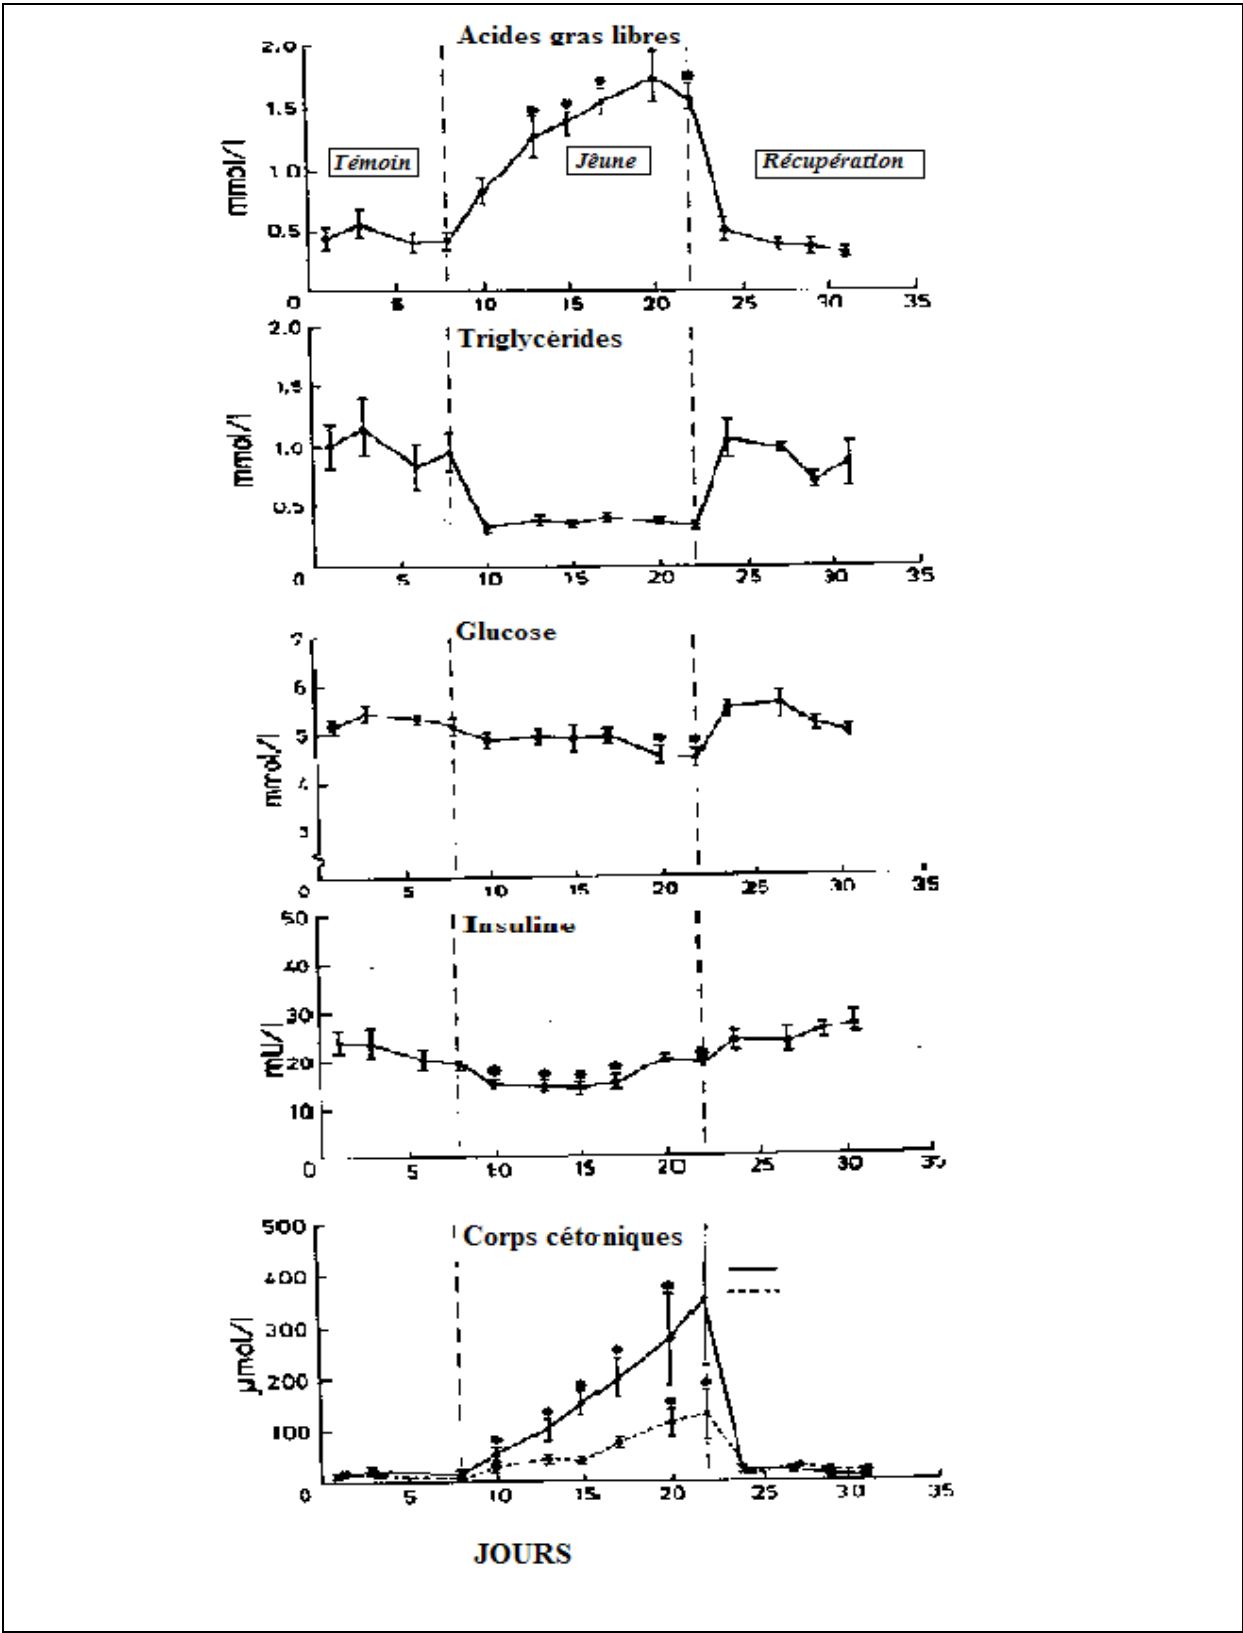 Acides gras libres
2.0
1.5
1.0
0.5
mmol/l
Témoin
Jêune
Récupération
0 5 10 15 20 25 30 35
Triglycérides
2.0
1.5
1.0
0.5
mmol/l
0 5 10 15 20 25 30 35
Glucose
7
6
5
4
3
mmol/l
0 5 10 15 20 25 30 35
Insuline
50
40
30
20
10
mU/l
0 5 10 15 20 25 30 35
Corps cétoniques
500
400
300
200
100
µmol/l
0 5 10 15 20 25 30 35
JOURS